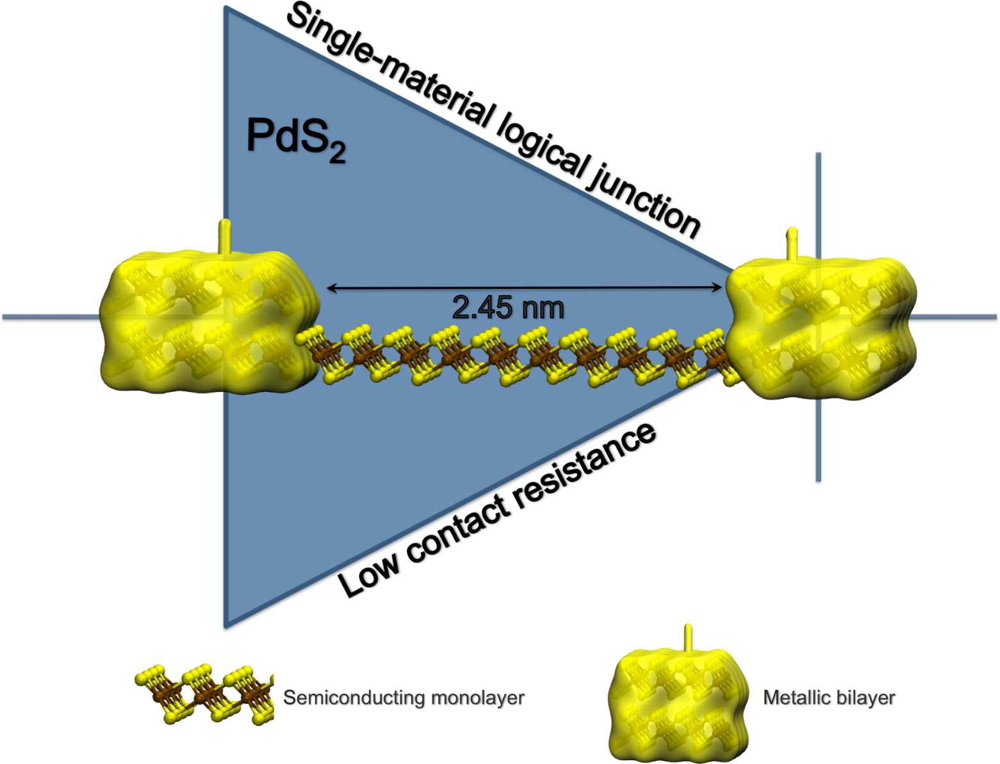 Single-material logical junction
PdS₂
2.45 nm
Low contact resistance
Semiconducting monolayer
Metallic bilayer